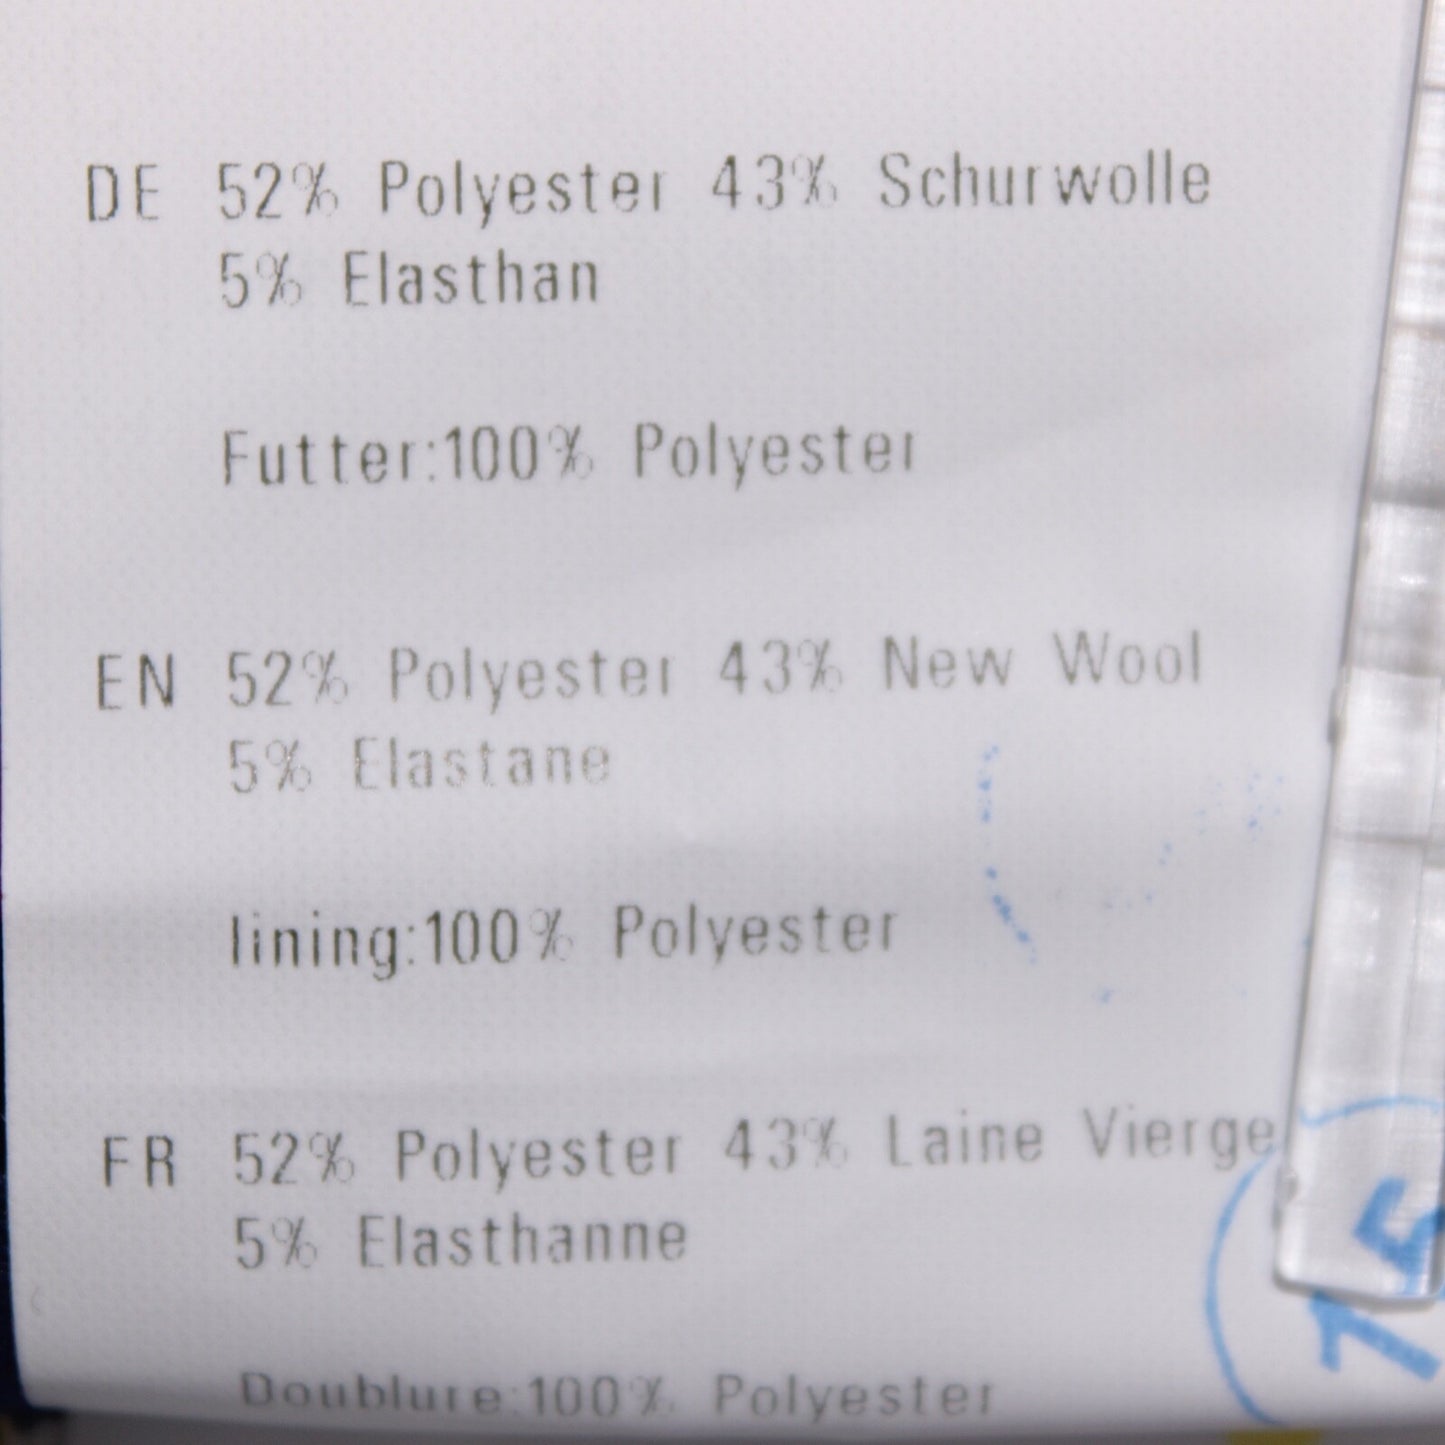 DE 52% Polyester 43% Schurwolle
5% Elasthan
Futter:100% Polyester
EN 52% Polyester 43% New Wool
5% Elastane
lining:100% Polyester
FR 52% Polyester 43% Laine Vierge
5% Elasthanne
Doublure:100% Polyester